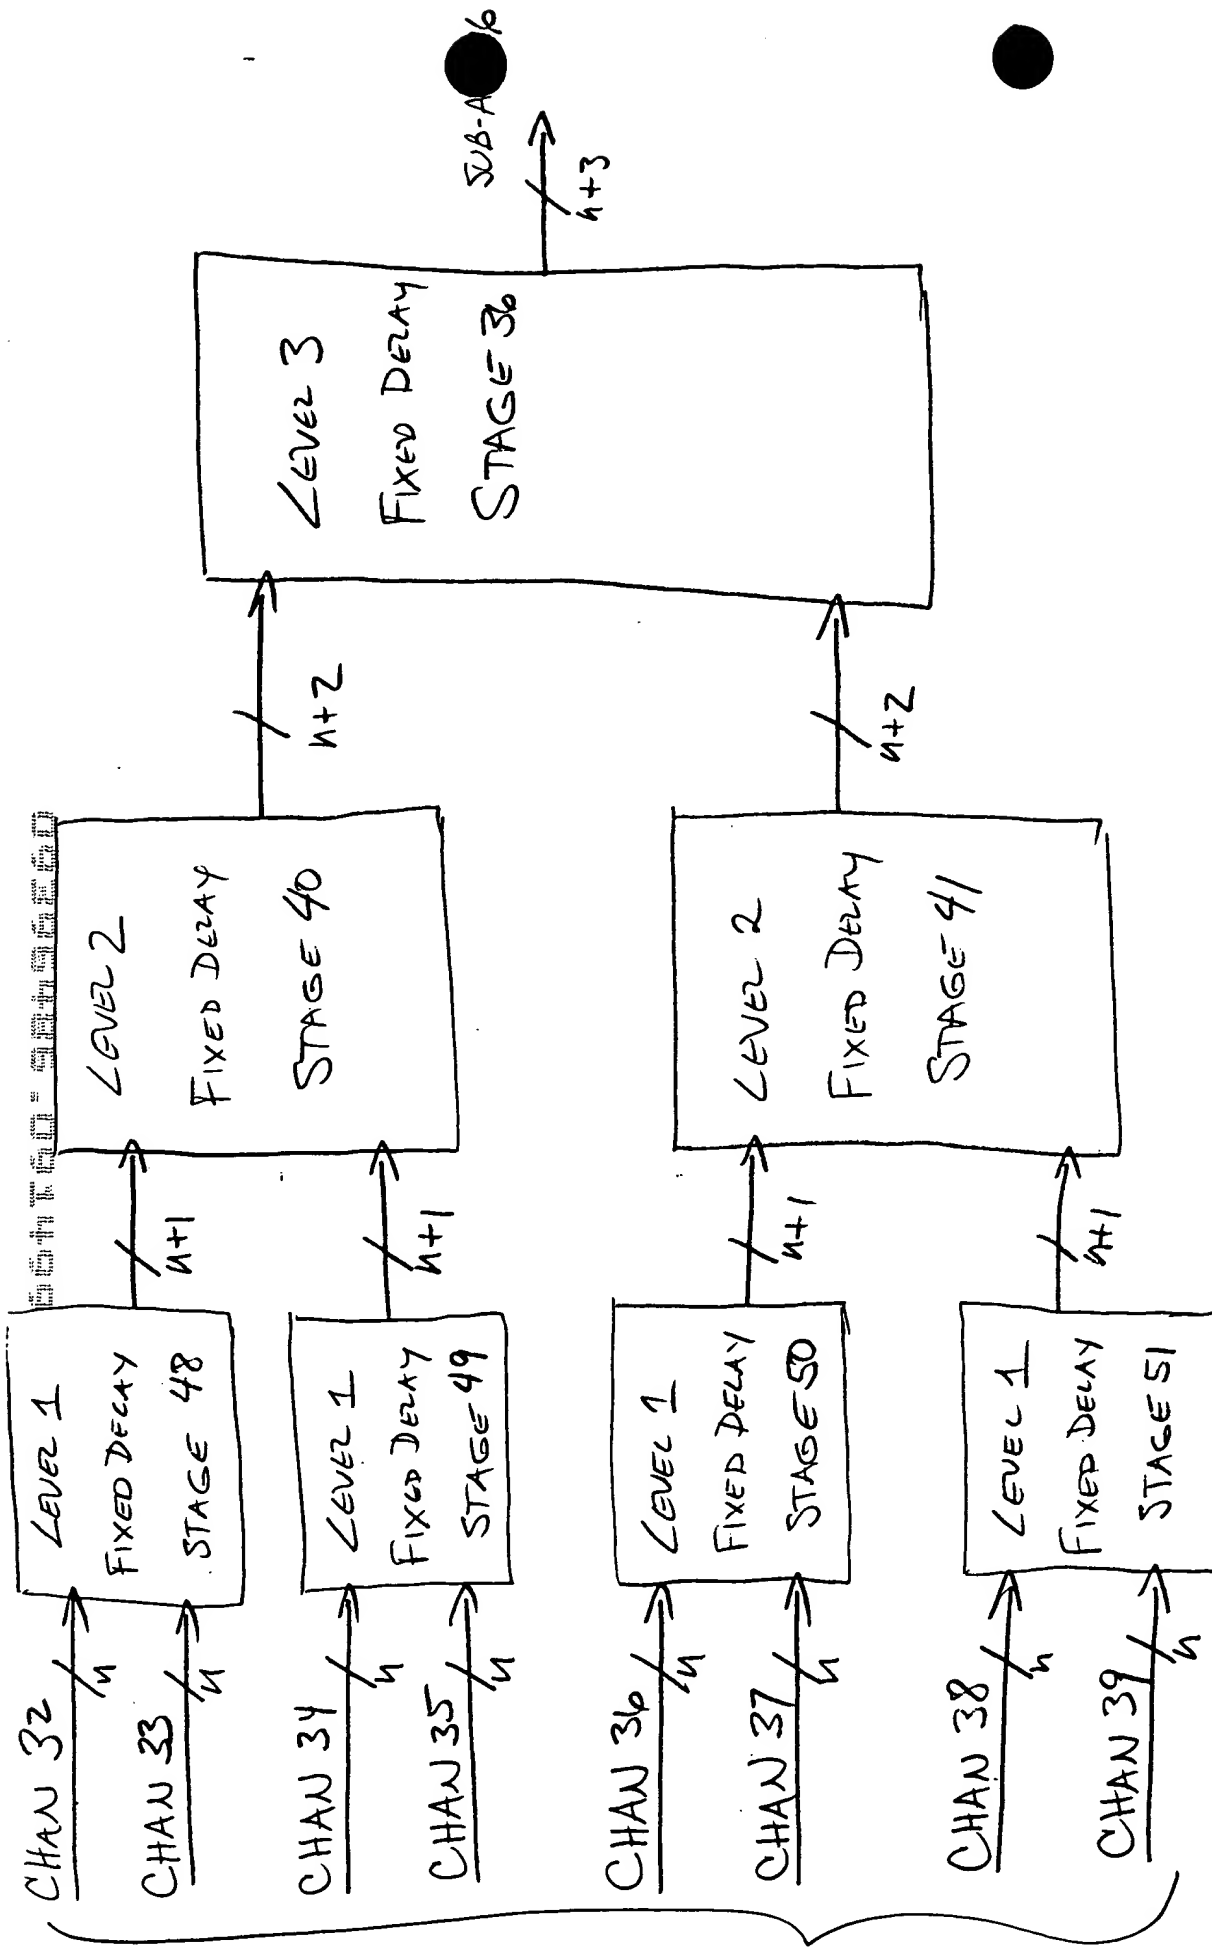 CHAN 32
n
CHAN 33
n
LEVEL 1
FIXED DELAY
STAGE 48
n+1
CHAN 34
n
CHAN 35
n
LEVEL 1
FIXED DELAY
STAGE 49
n+1
LEVEL 2
FIXED DELAY
STAGE 40
n+2
CHAN 36
n
CHAN 37
n
LEVEL 1
FIXED DELAY
STAGE 50
n+1
CHAN 38
n
CHAN 39
n
LEVEL 1
FIXED DELAY
STAGE 51
n+1
LEVEL 2
FIXED DELAY
STAGE 41
n+2
LEVEL 3
FIXED DELAY
STAGE 36
SUB-A 6
n+3